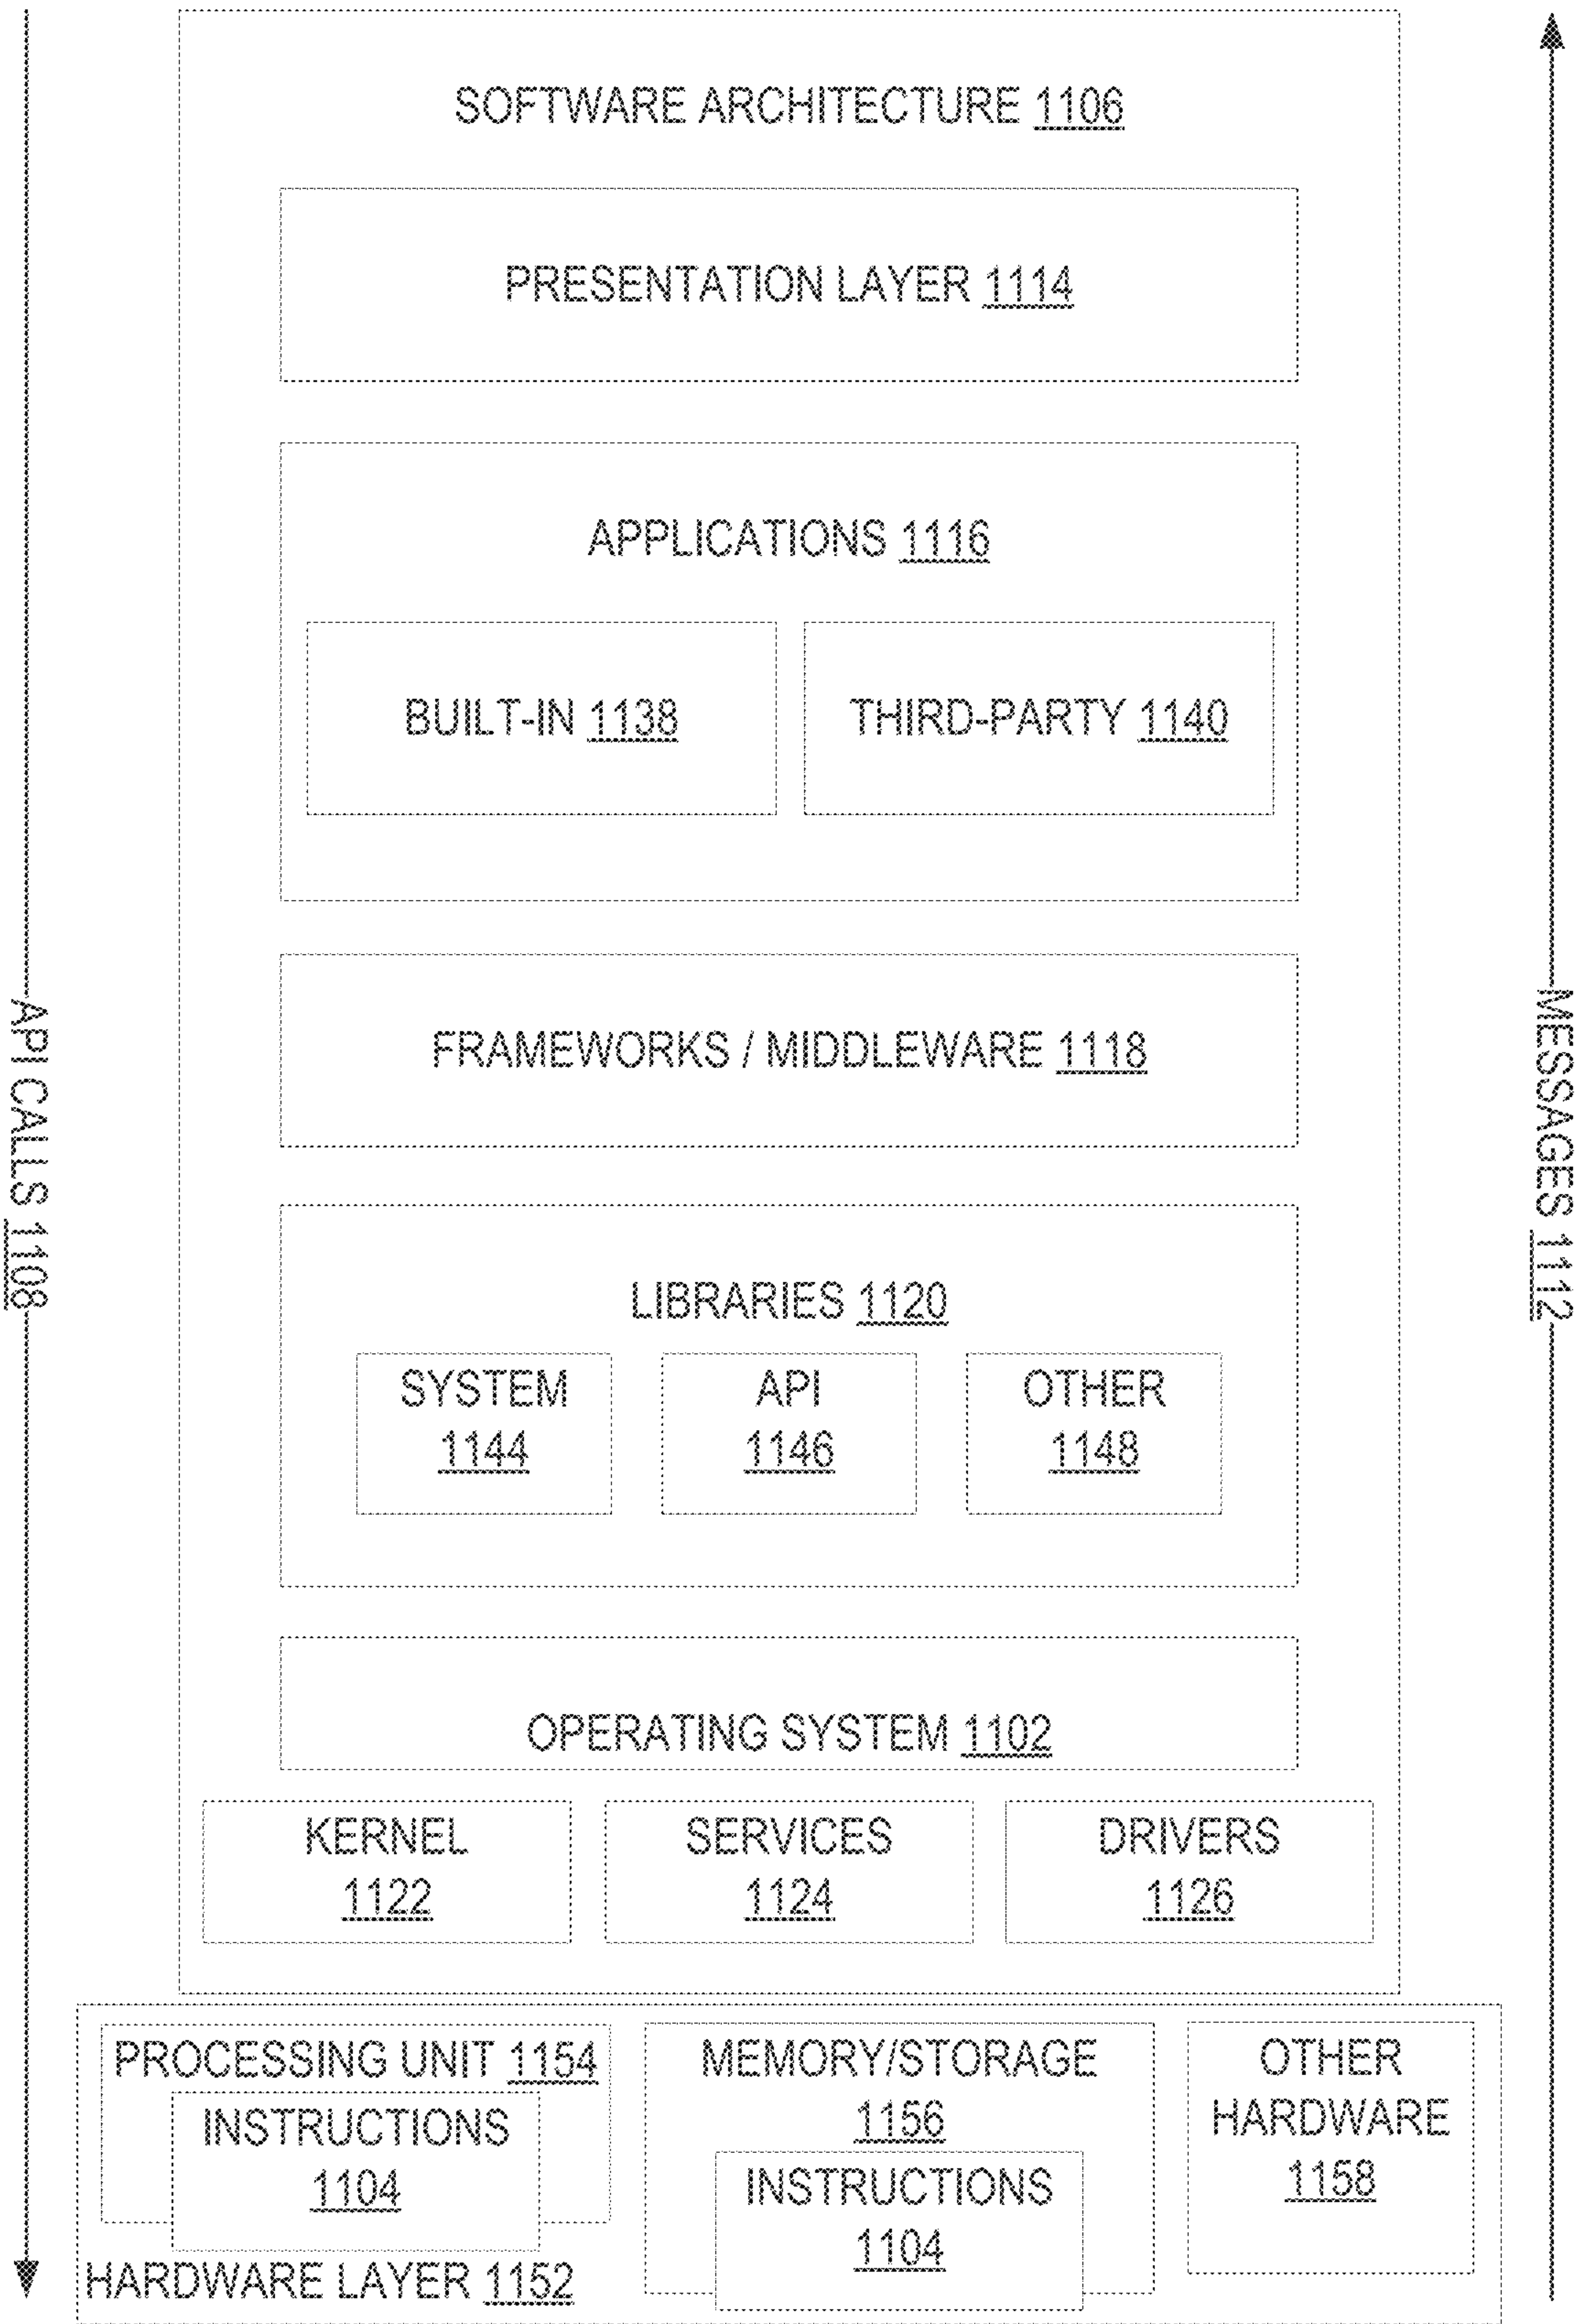 SOFTWARE ARCHITECTURE 1106
PRESENTATION LAYER 1114
APPLICATIONS 1116
BUILT-IN 1138
THIRD-PARTY 1140
FRAMEWORKS / MIDDLEWARE 1118
API CALLS 1108
MESSAGES 1112
LIBRARIES 1120
SYSTEM
1144
API
1146
OTHER
1148
OPERATING SYSTEM 1102
KERNEL
1122
SERVICES
1124
DRIVERS
1126
PROCESSING UNIT 1154
INSTRUCTIONS
1104
MEMORY/STORAGE
1156
INSTRUCTIONS
1104
OTHER
HARDWARE
1158
HARDWARE LAYER 1152